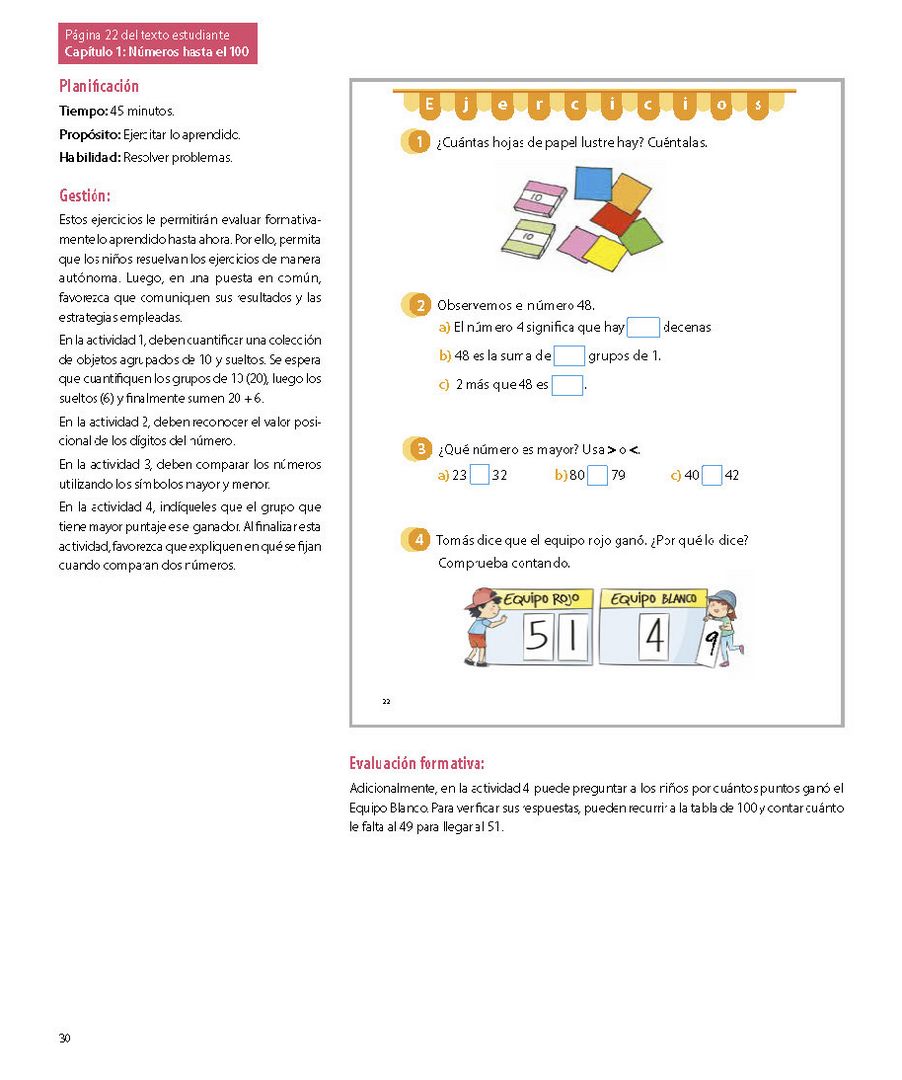 Página 22 del texto estudiante
Capítulo 1: Números hasta el 100
Planificación
Tiempo: 45 minutos.
Propósito: Ejercitar lo aprendido.
Habilidad: Resolver problemas.
Gestión:
Estos ejercicios le permitirán evaluar formativa-
mente lo aprendido hasta ahora. Por ello, permita
que los niños resuelvan los ejercicios de manera
autónoma. Luego, en una puesta en común,
favorezca que comuniquen sus resultados y las
estrategias empleadas.
En la actividad 1, deben cuantificar una colección
de objetos agrupados de 10 y sueltos. Se espera
que cuantifiquen los grupos de 10 (20), luego los
sueltos (6) y finalmente sumen 20 + 6.
En la actividad 2, deben reconocer el valor posi-
cional de los dígitos del número.
En la actividad 3, deben comparar los números
utilizando los símbolos mayor y menor.
En la actividad 4, indíqueles que el grupo que
tiene mayor puntaje es el ganador. Al finalizar esta
actividad, favorezca que expliquen en qué se fijan
cuando comparan dos números.
Ejercicios
1 ¿Cuántas hojas de papel lustre hay? Cuéntalas.
10
10
2 Observemos el número 48.
a) El número 4 significa que hay decenas
b) 48 es la suma de grupos de 1.
c) 2 más que 48 es .
3 ¿Qué número es mayor? Usa > o <.
a) 23 32 b) 80 79 c) 40 42
4 Tomás dice que el equipo rojo ganó. ¿Por qué lo dice?
Comprueba contando.
EQUIPO ROJO EQUIPO BLANCO
51 4 9
22
Evaluación formativa:
Adicionalmente, en la actividad 4 puede preguntar a los niños por cuántos puntos ganó el
Equipo Blanco. Para verificar sus respuestas, pueden recurrir a la tabla de 100 y contar cuánto
le falta al 49 para llegar al 51.
30